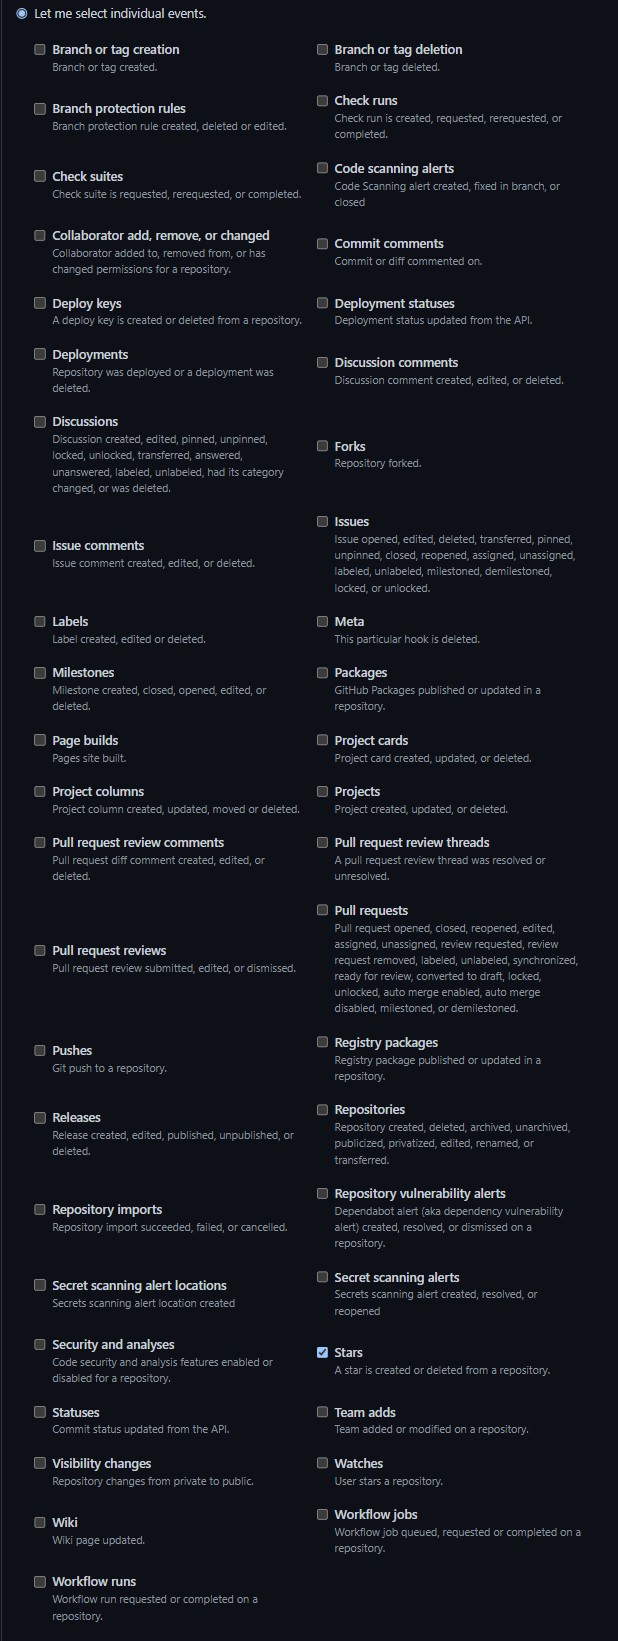 Let me select individual events.
Branch or tag creation
Branch or tag created.
Branch or tag deletion
Branch or tag deleted.
Branch protection rules
Branch protection rule created, deleted or edited.
Check runs
Check run is created, requested, rerequested, or
completed.
Check suites
Check suite is requested, rerequested, or completed.
Code scanning alerts
Code Scanning alert created, fixed in branch, or
closed
Collaborator add, remove, or changed
Collaborator added to, removed from, or has
changed permissions for a repository.
Commit comments
Commit or diff commented on.
Deploy keys
A deploy key is created or deleted from a repository.
Deployment statuses
Deployment status updated from the API.
Deployments
Repository was deployed or a deployment was
deleted.
Discussion comments
Discussion comment created, edited, or deleted.
Discussions
Discussion created, edited, pinned, unpinned,
locked, unlocked, transferred, answered,
unanswered, labeled, unlabeled, had its category
changed, or was deleted.
Forks
Repository forked.
Issue comments
Issue comment created, edited, or deleted.
Issues
Issue opened, edited, deleted, transferred, pinned,
unpinned, closed, reopened, assigned, unassigned,
labeled, unlabeled, milestoned, demilestoned,
locked, or unlocked.
Labels
Label created, edited or deleted.
Meta
This particular hook is deleted.
Milestones
Milestone created, closed, opened, edited, or
deleted.
Packages
GitHub Packages published or updated in a
repository.
Page builds
Pages site built.
Project cards
Project card created, updated, or deleted.
Project columns
Project column created, updated, moved or deleted.
Projects
Project created, updated, or deleted.
Pull request review comments
Pull request diff comment created, edited, or
deleted.
Pull request review threads
A pull request review thread was resolved or
unresolved.
Pull request reviews
Pull request review submitted, edited, or dismissed.
Pull requests
Pull request opened, closed, reopened, edited,
assigned, unassigned, review requested, review
request removed, labeled, unlabeled, synchronized,
ready for review, converted to draft, locked,
unlocked, auto merge enabled, auto merge
disabled, milestoned, or demilestoned.
Pushes
Git push to a repository.
Registry packages
Registry package published or updated in a
repository.
Releases
Release created, edited, published, unpublished, or
deleted.
Repositories
Repository created, deleted, archived, unarchived,
publicized, privatized, edited, renamed, or
transferred.
Repository imports
Repository import succeeded, failed, or cancelled.
Repository vulnerability alerts
Dependabot alert (aka dependency vulnerability
alert) created, resolved, or dismissed on a
repository.
Secret scanning alert locations
Secrets scanning alert location created
Secret scanning alerts
Secrets scanning alert created, resolved, or
reopened
Security and analyses
Code security and analysis features enabled or
disabled for a repository.
Stars
A star is created or deleted from a repository.
Statuses
Commit status updated from the API.
Team adds
Team added or modified on a repository.
Visibility changes
Repository changes from private to public.
Watches
User stars a repository.
Wiki
Wiki page updated.
Workflow jobs
Workflow job queued, requested or completed on a
repository.
Workflow runs
Workflow run requested or completed on a
repository.